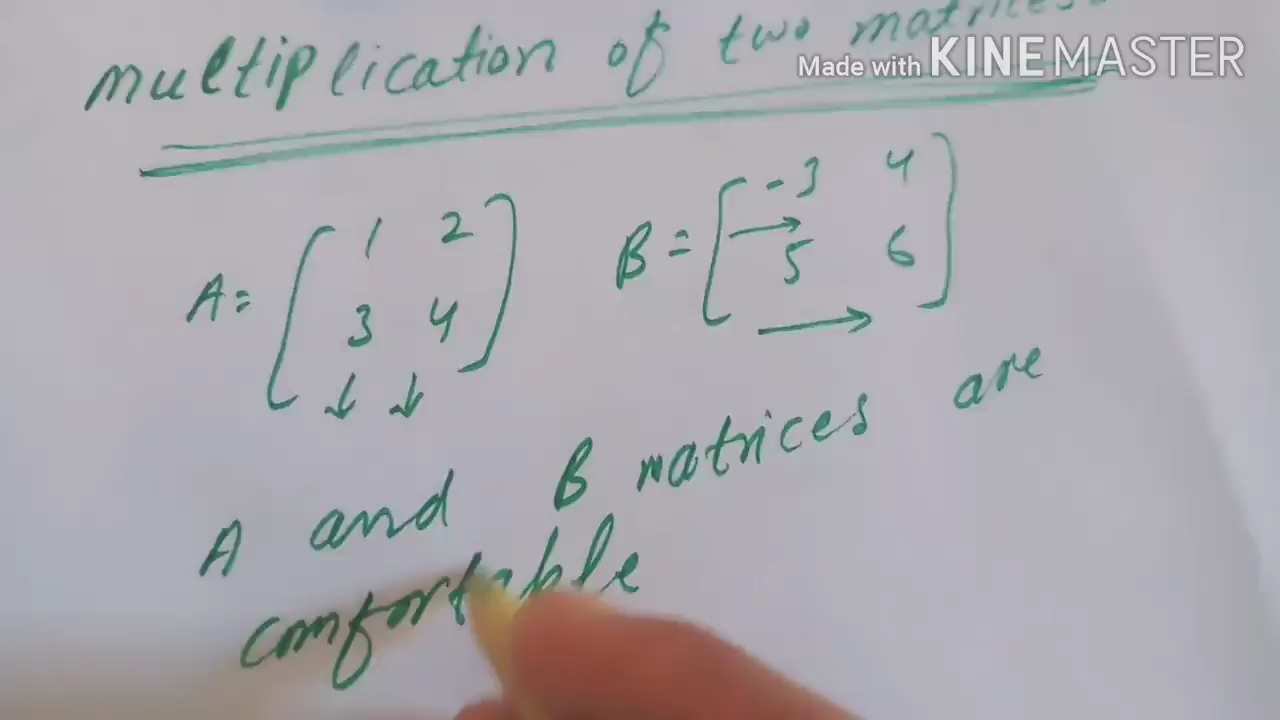 multiplication of two matrices.
Made with KINEMASTER
A = [ 1 2
3 4 ]
↓ ↓
B = [ -3 4
→
5 6 ]
→
A and B matrices are
comfortable